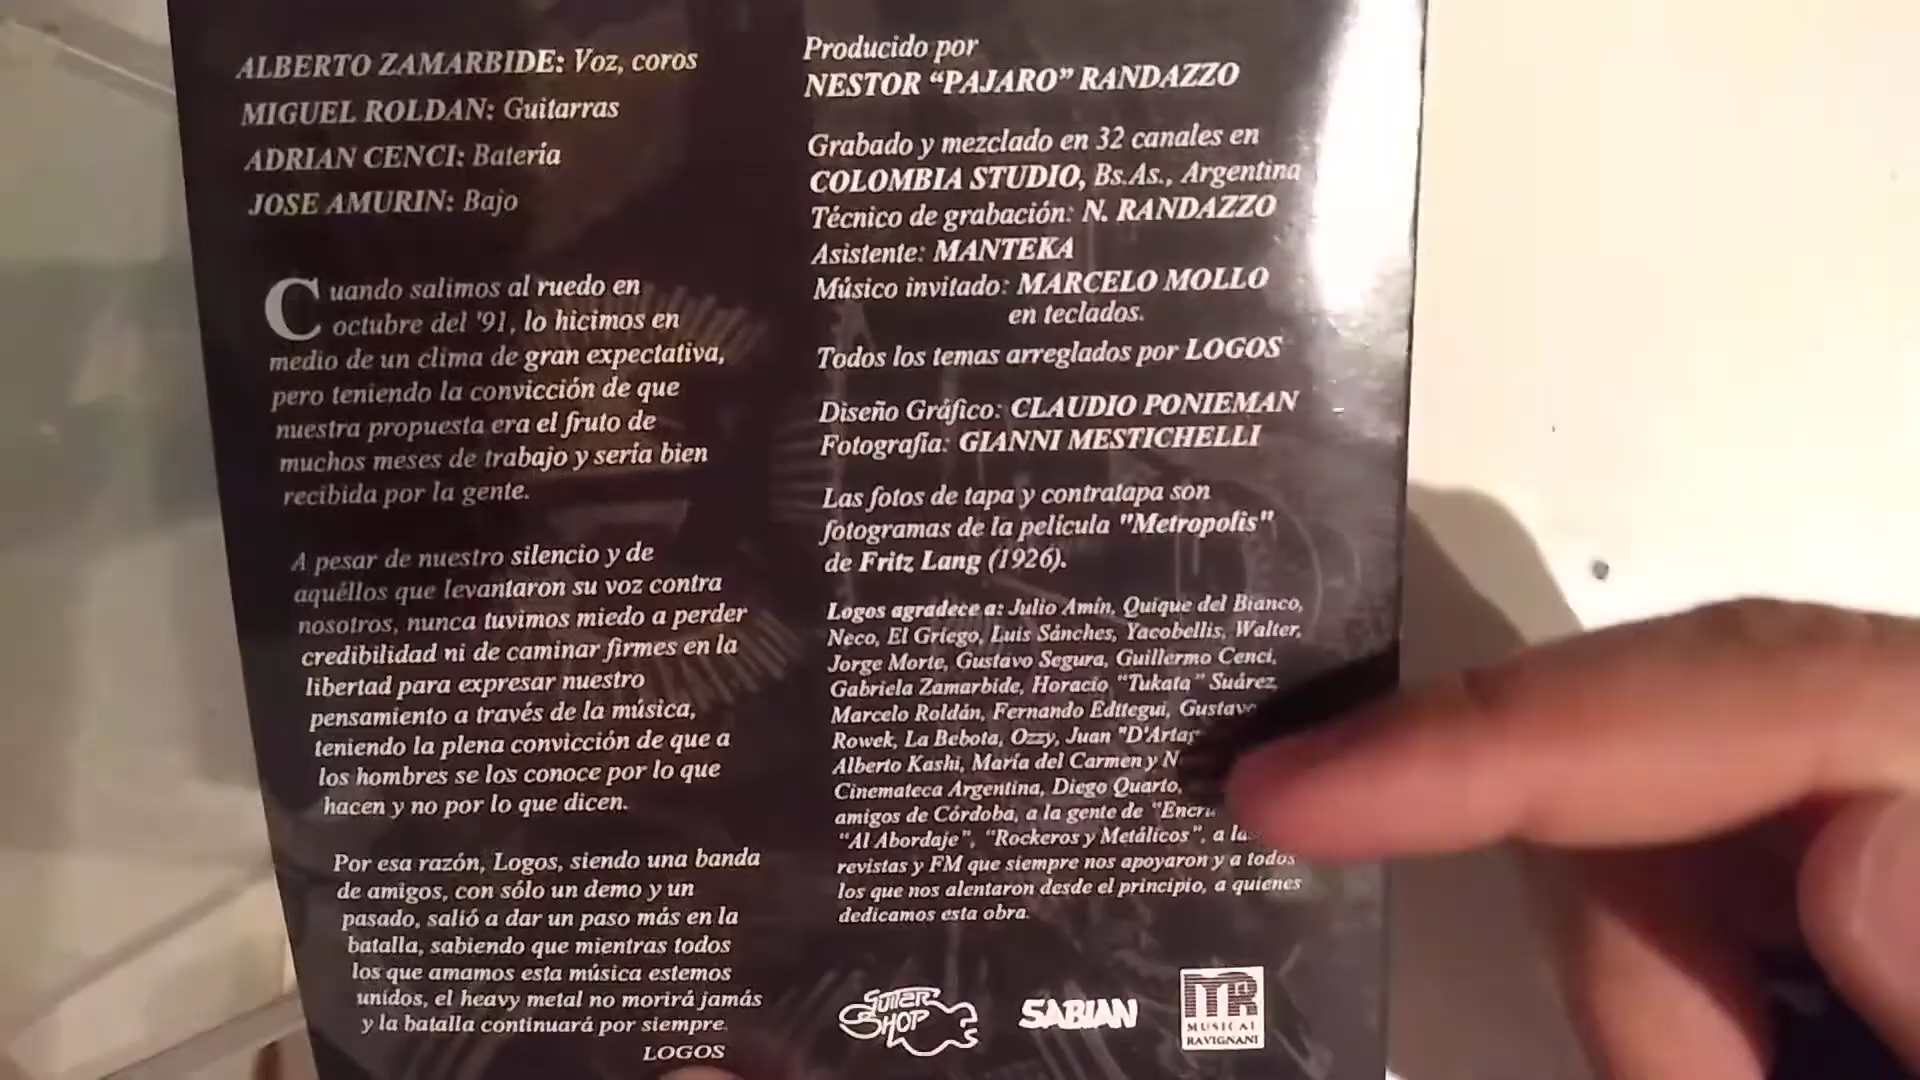 ALBERTO ZAMARBIDE: Voz, coros
MIGUEL ROLDAN: Guitarras
ADRIAN CENCI: Batería
JOSE AMURIN: Bajo
Cuando salimos al ruedo en
octubre del '91, lo hicimos en
medio de un clima de gran expectativa,
pero teniendo la convicción de que
nuestra propuesta era el fruto de
muchos meses de trabajo y sería bien
recibida por la gente.
A pesar de nuestro silencio y de
aquéllos que levantaron su voz contra
nosotros, nunca tuvimos miedo a perder
credibilidad ni de caminar firmes en la
libertad para expresar nuestro
pensamiento a través de la música,
teniendo la plena convicción de que a
los hombres se los conoce por lo que
hacen y no por lo que dicen.
Por esa razón, Logos, siendo una banda
de amigos, con sólo un demo y un
pasado, salió a dar un paso más en la
batalla, sabiendo que mientras todos
los que amamos esta música estemos
unidos, el heavy metal no morirá jamás
y la batalla continuará por siempre.
LOGOS
Producido por
NESTOR “PAJARO” RANDAZZO
Grabado y mezclado en 32 canales en
COLOMBIA STUDIO, Bs.As., Argentina
Técnico de grabación: N. RANDAZZO
Asistente: MANTEKA
Músico invitado: MARCELO MOLLO
en teclados.
Todos los temas arreglados por LOGOS
Diseño Gráfico: CLAUDIO PONIEMAN
Fotografía: GIANNI MESTICHELLI
Las fotos de tapa y contratapa son
fotogramas de la película "Metropolis"
de Fritz Lang (1926).
Logos agradece a: Julio Amín, Quique del Bianco,
Neco, El Griego, Luis Sánches, Yacobellis, Walter,
Jorge Morte, Gustavo Segura, Guillermo Cenci,
Gabriela Zamarbide, Horacio “Tukata” Suárez,
Marcelo Roldán, Fernando Edttegui, Gustavo
Rowek, La Bebota, Ozzy, Juan
Alberto Kashi, María del Carmen y
Cinemateca Argentina, Diego Quarto,
amigos de Córdoba, a la gente de
“Al Abordaje”, “Rockeros y Metálicos”, a las
revistas y FM que siempre nos apoyaron y a todos
los que nos alentaron desde el principio, a quienes
dedicamos esta obra.
GUITAR
SHOP
SABIAN
MUSICAL
RAVIGNANI